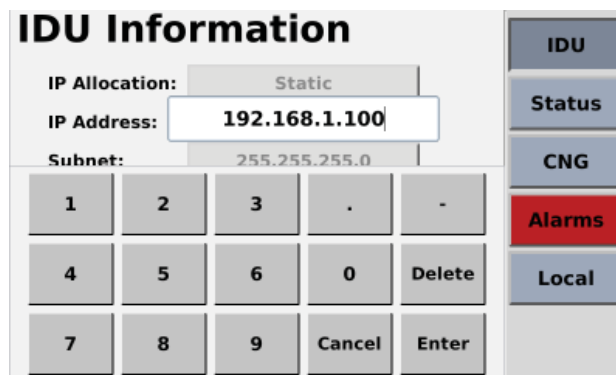 IDU Information
IP Allocation: Static
IP Address: 192.168.1.100
Subnet: 255.255.255.0
1 2 3 . -
4 5 6 0 Delete
7 8 9 Cancel Enter
IDU
Status
CNG
Alarms
Local